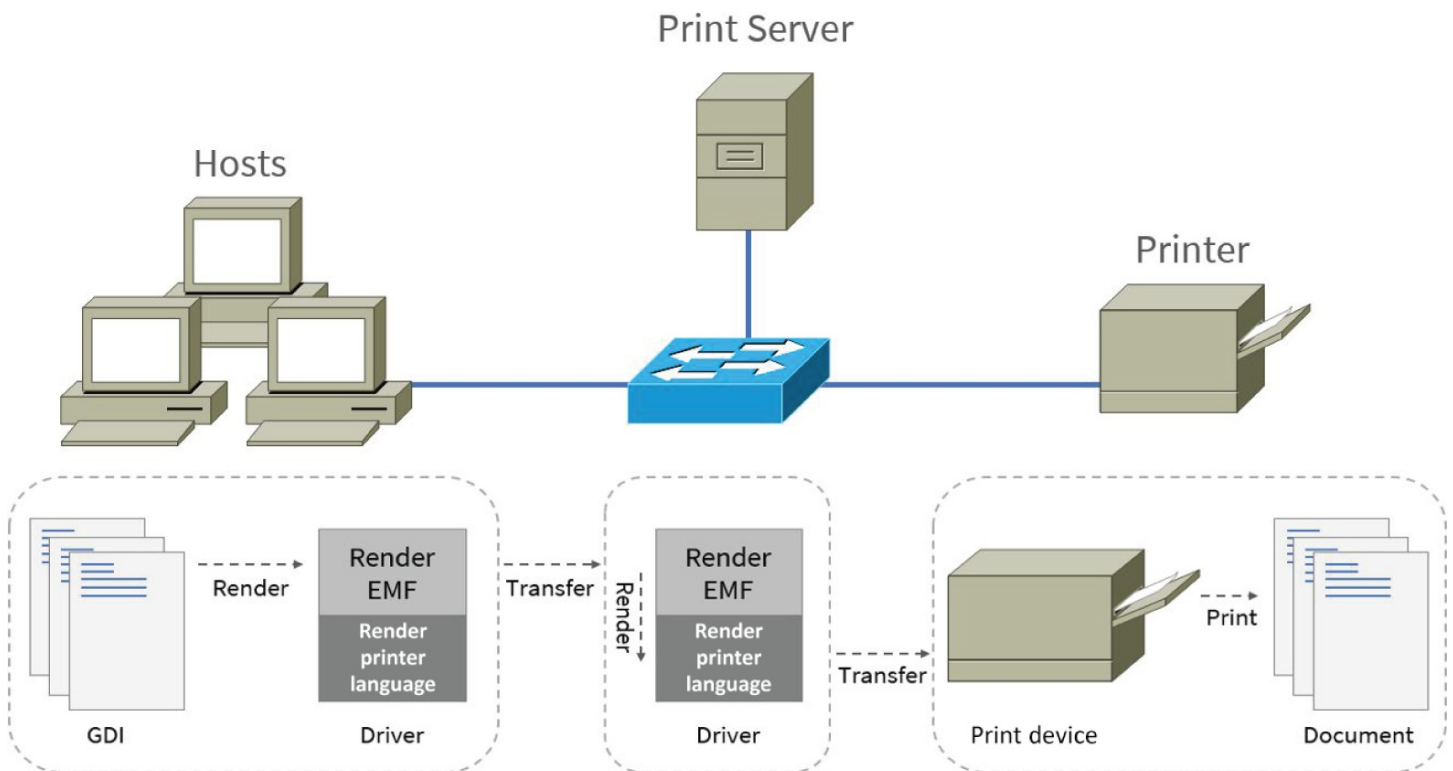 Print Server
Hosts
Printer
Render
EMF
Render
printer
language
Render
Transfer
Render
Render
EMF
Render
printer
language
Transfer
Print
GDI
Driver
Driver
Print device
Document